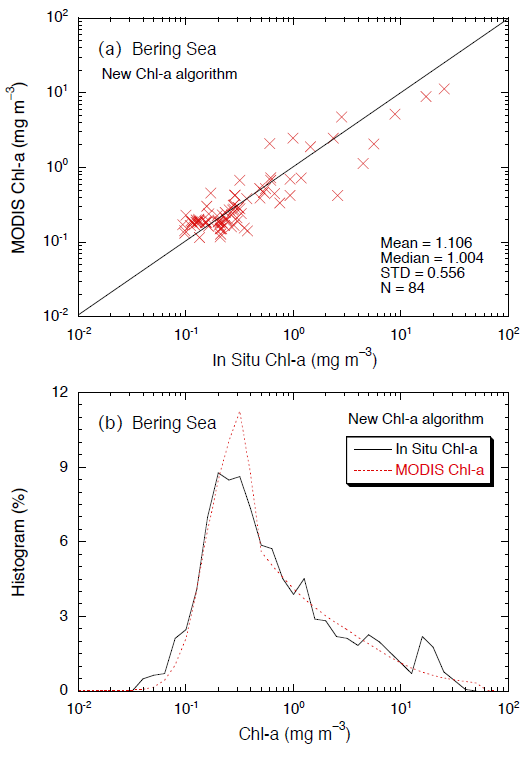 10²
(a) Bering Sea
New Chl-a algorithm
10¹
10⁰
10⁻¹
10⁻²
MODIS Chl-a (mg m⁻³)
Mean = 1.106
Median = 1.004
STD = 0.556
N = 84
10⁻² 10⁻¹ 10⁰ 10¹ 10²
In Situ Chl-a (mg m⁻³)
12
(b) Bering Sea
New Chl-a algorithm
In Situ Chl-a
MODIS Chl-a
9
6
3
0
Histogram (%)
10⁻² 10⁻¹ 10⁰ 10¹ 10²
Chl-a (mg m⁻³)